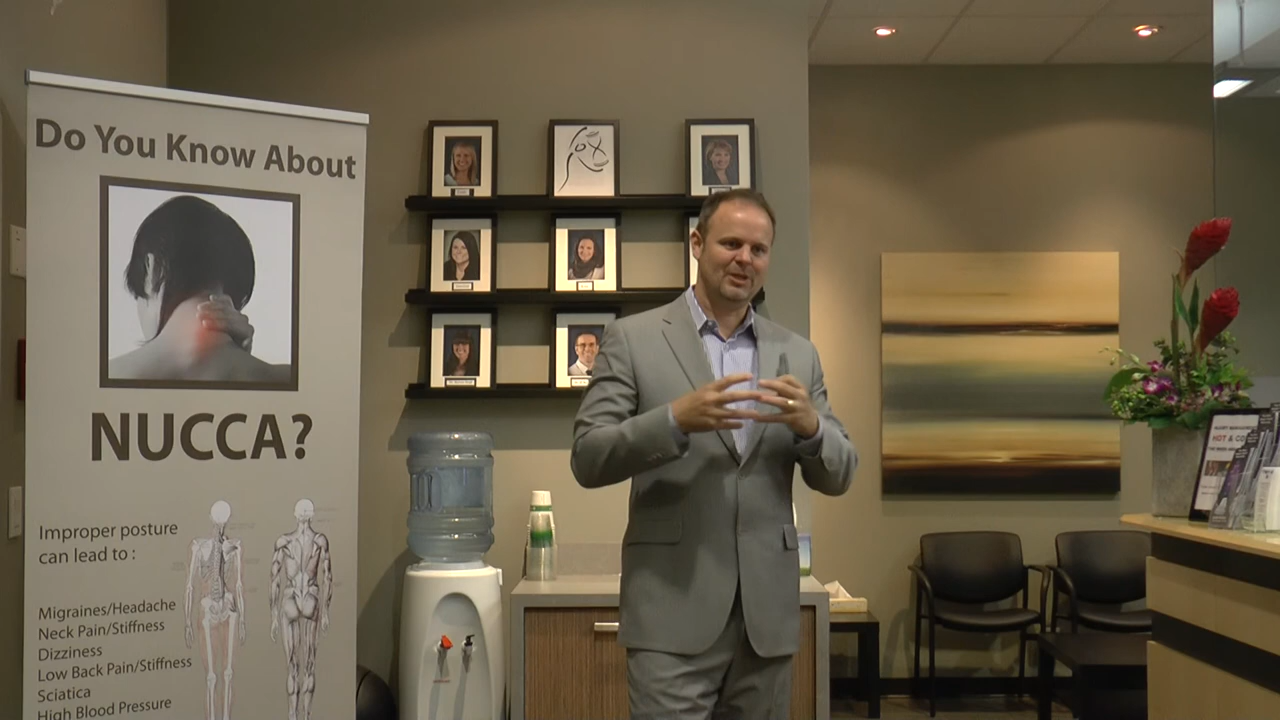 Do You Know About
NUCCA?
Improper posture
can lead to :
Migraines/Headache
Neck Pain/Stiffness
Dizziness
Low Back Pain/Stiffness
Sciatica
High Blood Pressure
HOT & CO